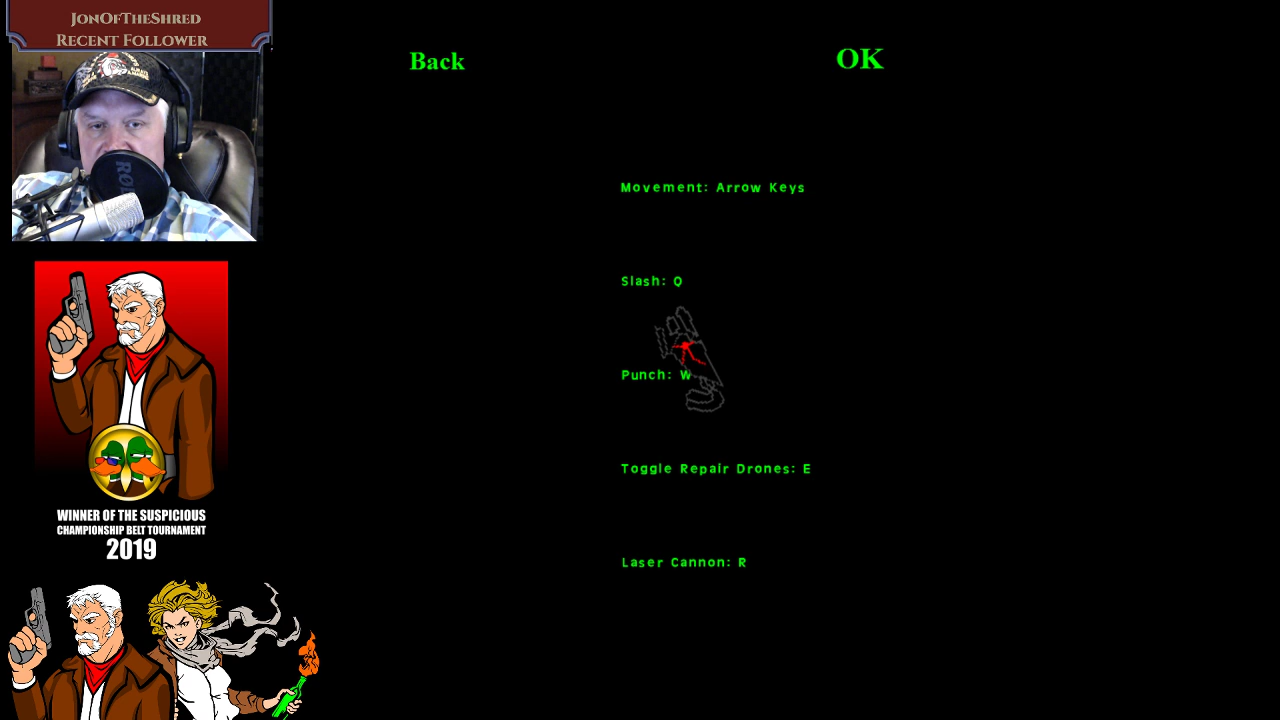 JonOfTheShred
Recent Follower
Back
OK
Movement: Arrow Keys
Slash: Q
Punch: W
Toggle Repair Drones: E
Laser Cannon: R
WINNER OF THE SUSPICIOUS
CHAMPIONSHIP BELT TOURNAMENT
2019